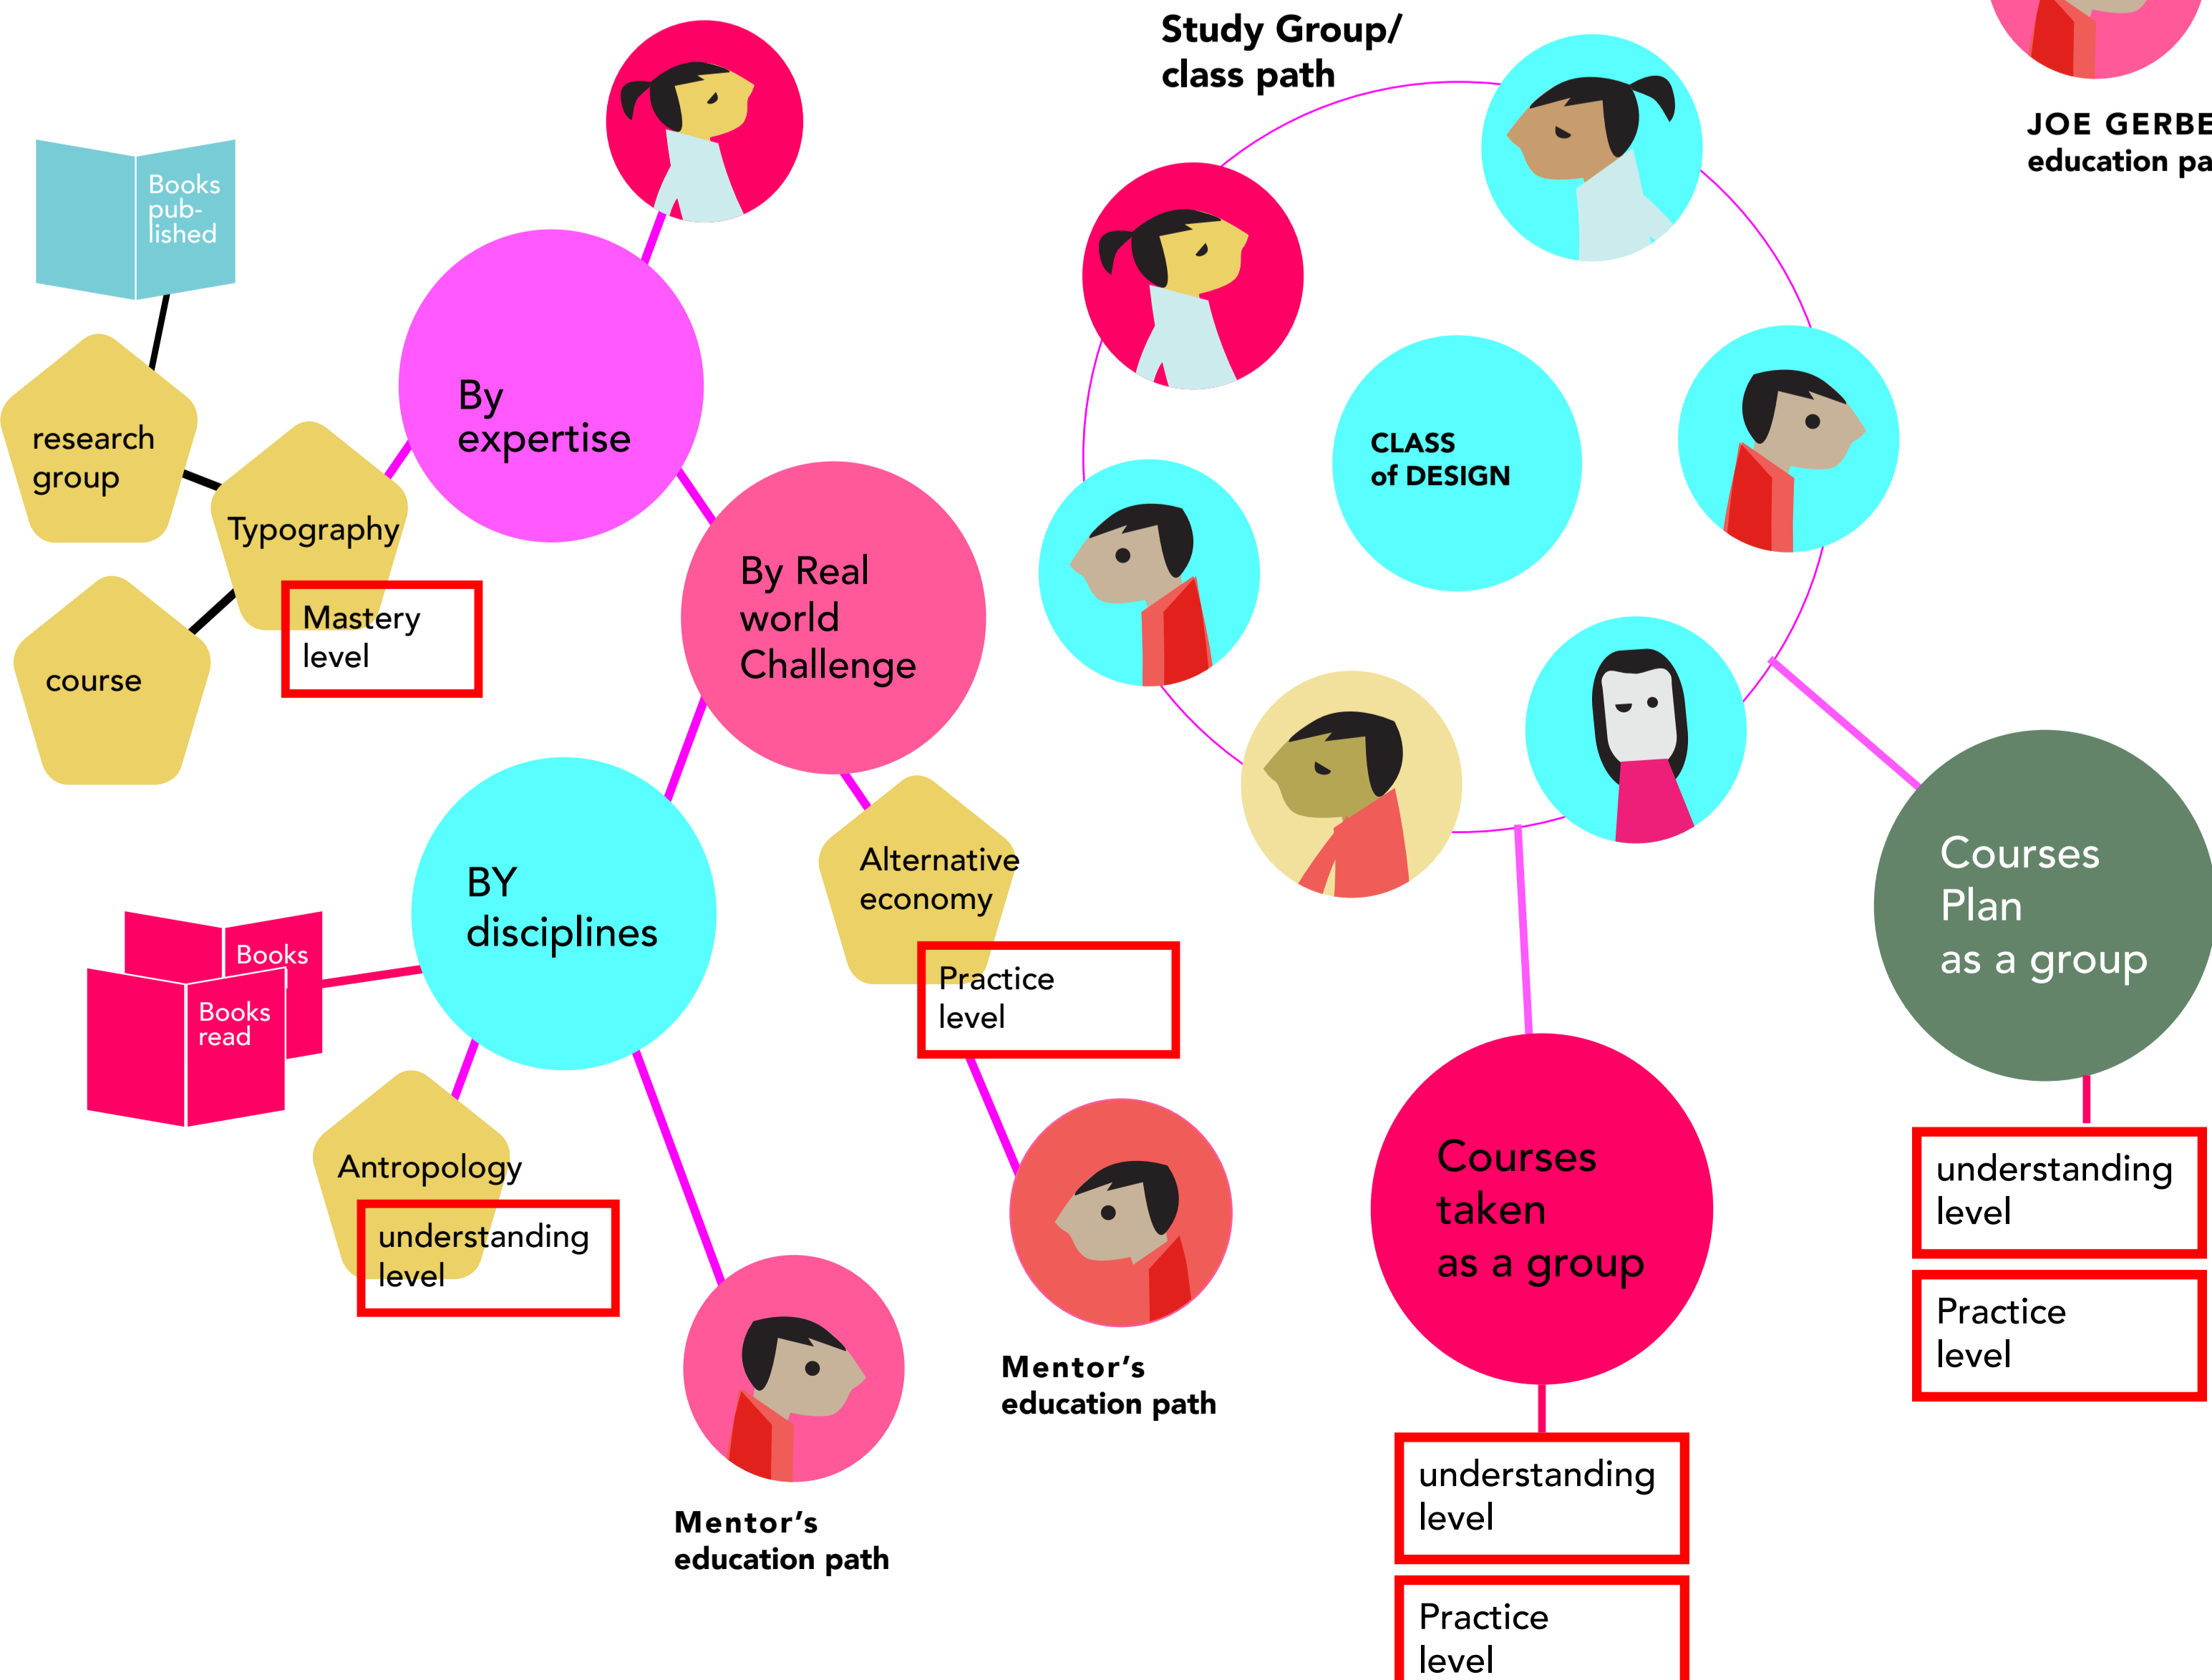 Study Group/
class path
JOE GERBE
education pa
Books
pub-
lished
research
group
Typography
Mastery
level
course
By
expertise
By Real
world
Challenge
CLASS
of DESIGN
BY
disciplines
Alternative
economy
Practice
level
Books
Books
read
Antropology
understanding
level
Mentor's
education path
Mentor's
education path
Courses
taken
as a group
understanding
level
Practice
level
Courses
Plan
as a group
understanding
level
Practice
level